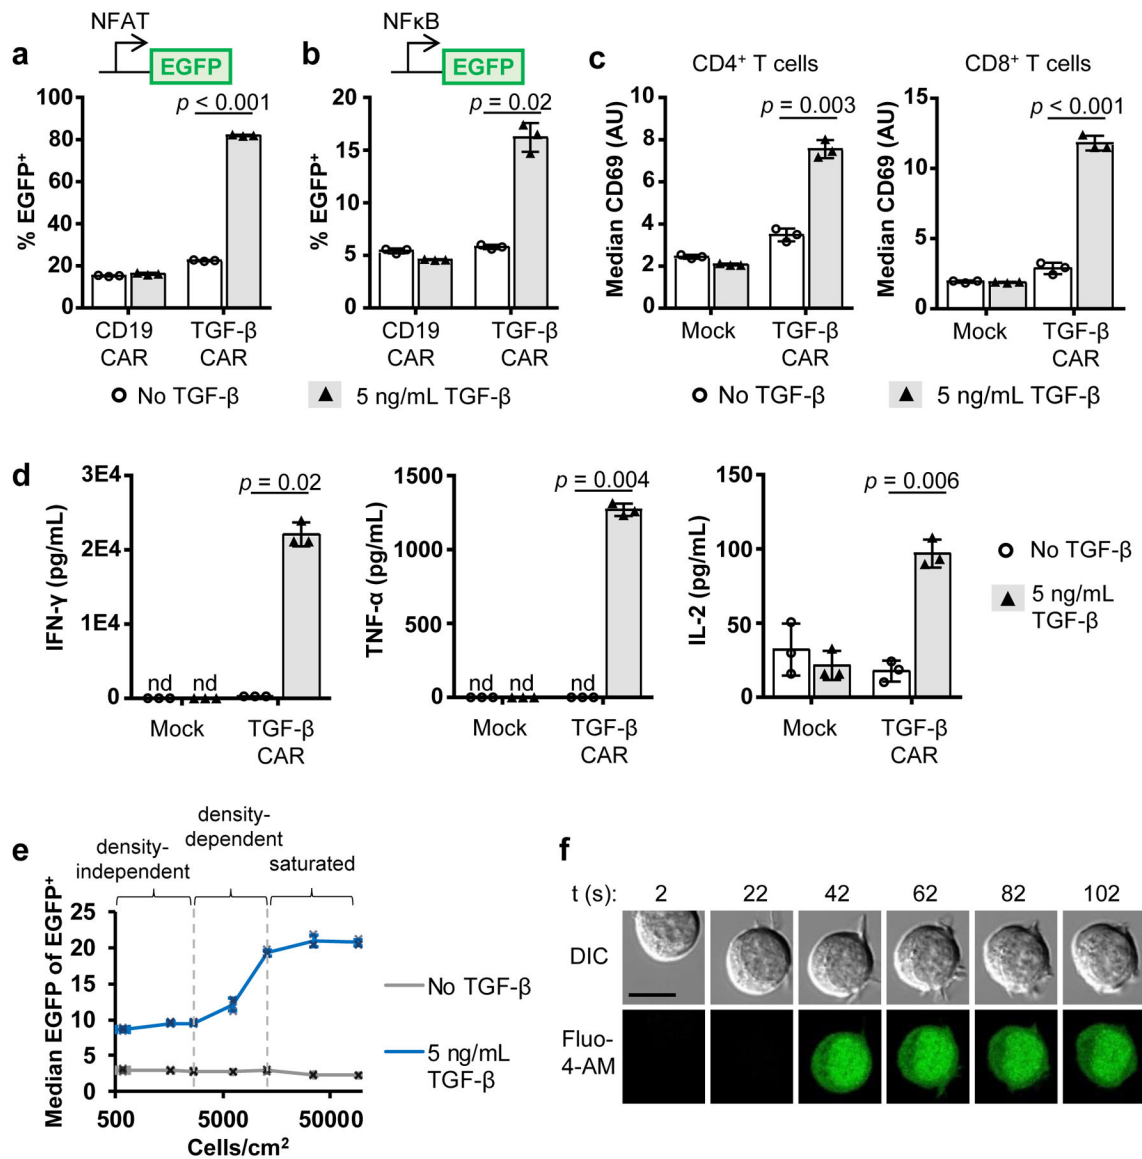 NFAT
a
EGFP
p < 0.001
100
80
60
40
20
0
% EGFP⁺
CD19
CAR
TGF-β
CAR
NFκB
b
EGFP
p = 0.02
20
15
10
5
0
% EGFP⁺
CD19
CAR
TGF-β
CAR
No TGF-β
5 ng/mL TGF-β
c
CD4⁺ T cells
p = 0.003
10
8
6
4
2
0
Median CD69 (AU)
Mock
TGF-β
CAR
CD8⁺ T cells
p < 0.001
15
10
5
0
Median CD69 (AU)
Mock
TGF-β
CAR
No TGF-β
5 ng/mL TGF-β
d
p = 0.02
3E4
2E4
1E4
0
IFN-γ (pg/mL)
nd nd
Mock
TGF-β
CAR
p = 0.004
1500
1000
500
0
TNF-α (pg/mL)
nd nd nd
Mock
TGF-β
CAR
p = 0.006
150
100
50
0
IL-2 (pg/mL)
Mock
TGF-β
CAR
No TGF-β
5 ng/mL
TGF-β
e
density-
independent
density-
dependent
saturated
25
20
15
10
5
0
Median EGFP of EGFP⁺
500 5000 50000
Cells/cm²
No TGF-β
5 ng/mL
TGF-β
f
t (s): 2 22 42 62 82 102
DIC
Fluo-
4-AM